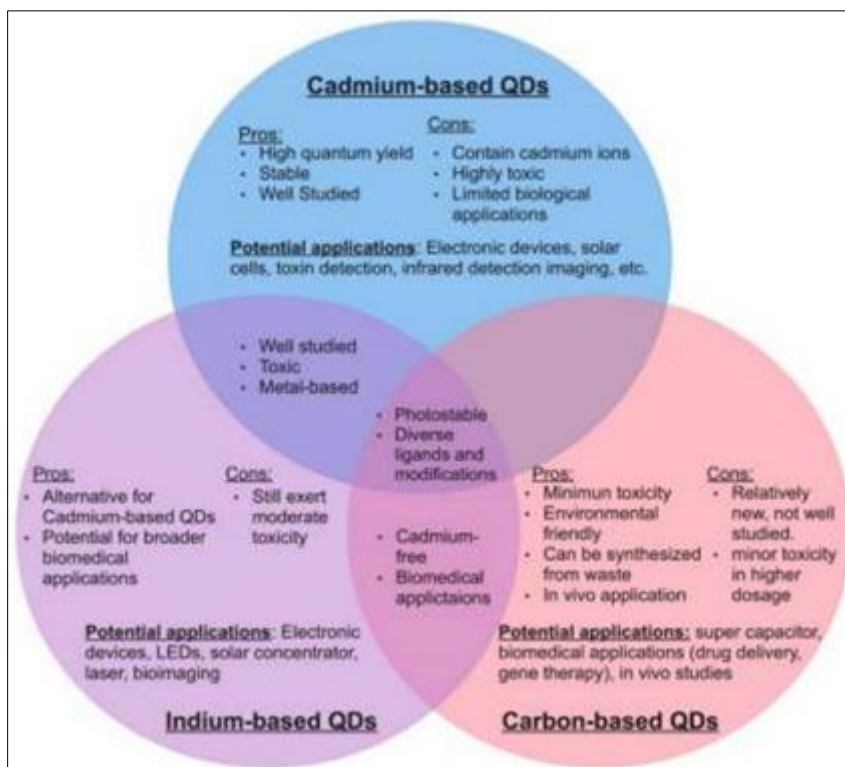 Cadmium-based QDs
Pros:
• High quantum yield
• Stable
• Well Studied
Cons:
• Contain cadmium ions
• Highly toxic
• Limited biological
applications
Potential applications: Electronic devices, solar
cells, toxin detection, infrared detection imaging, etc.
• Well studied
• Toxic
• Metal-based
• Photostable
• Diverse
ligands and
modifications
Pros:
• Alternative for
Cadmium-based QDs
• Potential for broader
biomedical
applications
Cons:
• Still exert
moderate
toxicity
• Cadmium-
free
• Biomedical
applictaions
Pros:
• Minimun toxicity
• Environmental
friendly
• Can be synthesized
from waste
• In vivo application
Cons:
• Relatively
new, not well
studied.
• minor toxicity
in higher
dosage
Potential applications: Electronic
devices, LEDs, solar concentrator,
laser, bioimaging
Indium-based QDs
Potential applications: super capacitor,
biomedical applications (drug delivery,
gene therapy), in vivo studies
Carbon-based QDs